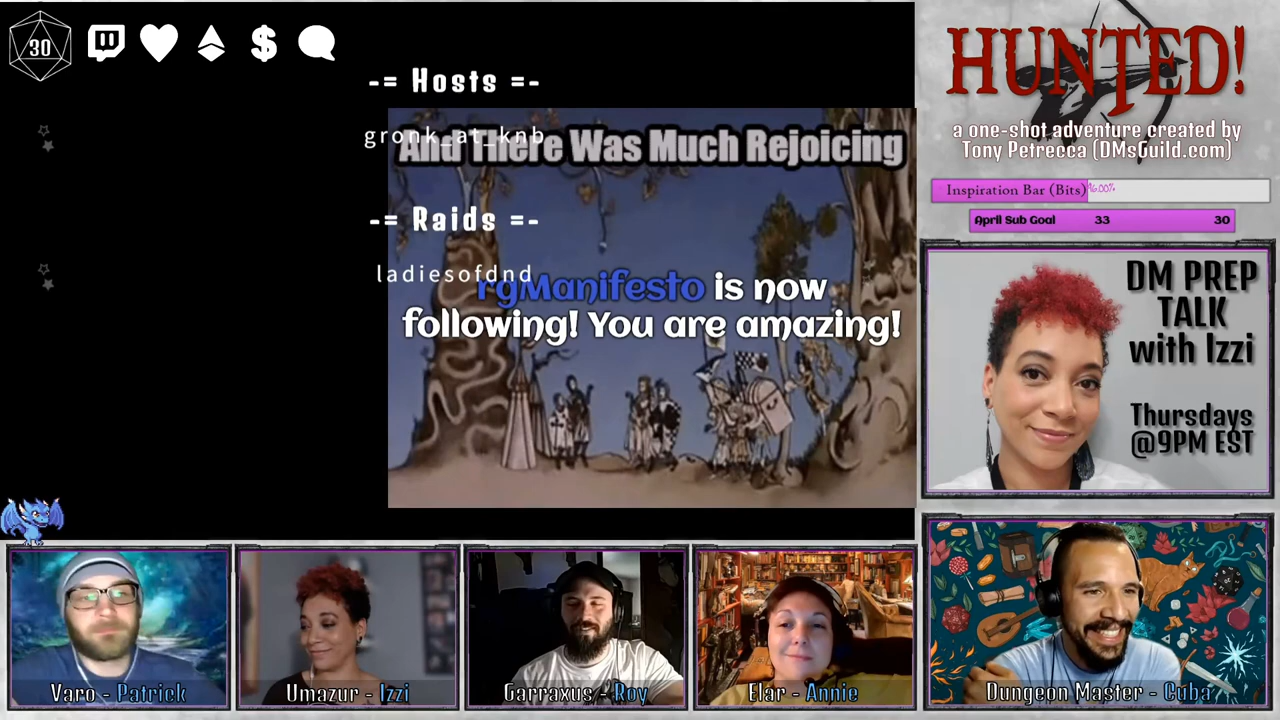 30
-= Hosts =-
gronk_at_knb
And There Was Much Rejoicing
-= Raids =-
ladiesofdnd
rgManifesto is now
following! You are amazing!
HUNTED!
a one-shot adventure created by
Tony Petrecca (DMsGuild.com)
Inspiration Bar (Bits) 46.00%
April Sub Goal 33 30
DM PREP
TALK
with Izzi
Thursdays
@9PM EST
Varo - Patrick
Umazur - Izzi
Garraxus - Roy
Elar - Annie
Dungeon Master - Cuba